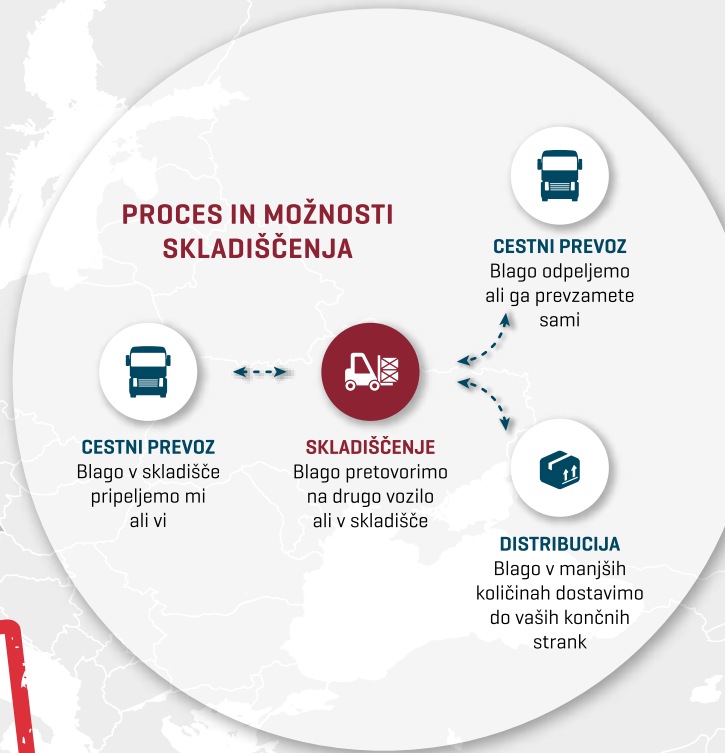 PROCES IN MOŽNOSTI
SKLADIŠČENJA
CESTNI PREVOZ
Blago v skladišče
pripeljemo mi
ali vi
SKLADIŠČENJE
Blago pretovorimo
na drugo vozilo
ali v skladišče
CESTNI PREVOZ
Blago odpeljemo
ali ga prevzamete
sami
DISTRIBUCIJA
Blago v manjših
količinah dostavimo
do vaših končnih
strank